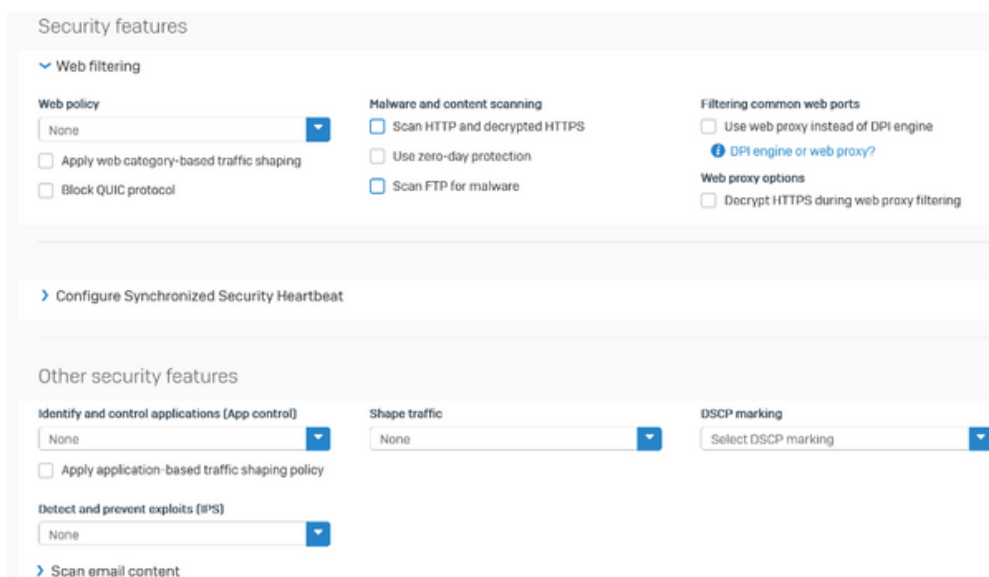 Security features
Web filtering
Web policy
None
Apply web category-based traffic shaping
Block QUIC protocol
Malware and content scanning
Scan HTTP and decrypted HTTPS
Use zero-day protection
Scan FTP for malware
Filtering common web ports
Use web proxy instead of DPI engine
DPI engine or web proxy?
Web proxy options
Decrypt HTTPS during web proxy filtering
Configure Synchronized Security Heartbeat
Other security features
Identify and control applications (App control)
None
Apply application-based traffic shaping policy
Shape traffic
None
DSCP marking
Select DSCP marking
Detect and prevent exploits (IPS)
None
Scan email content